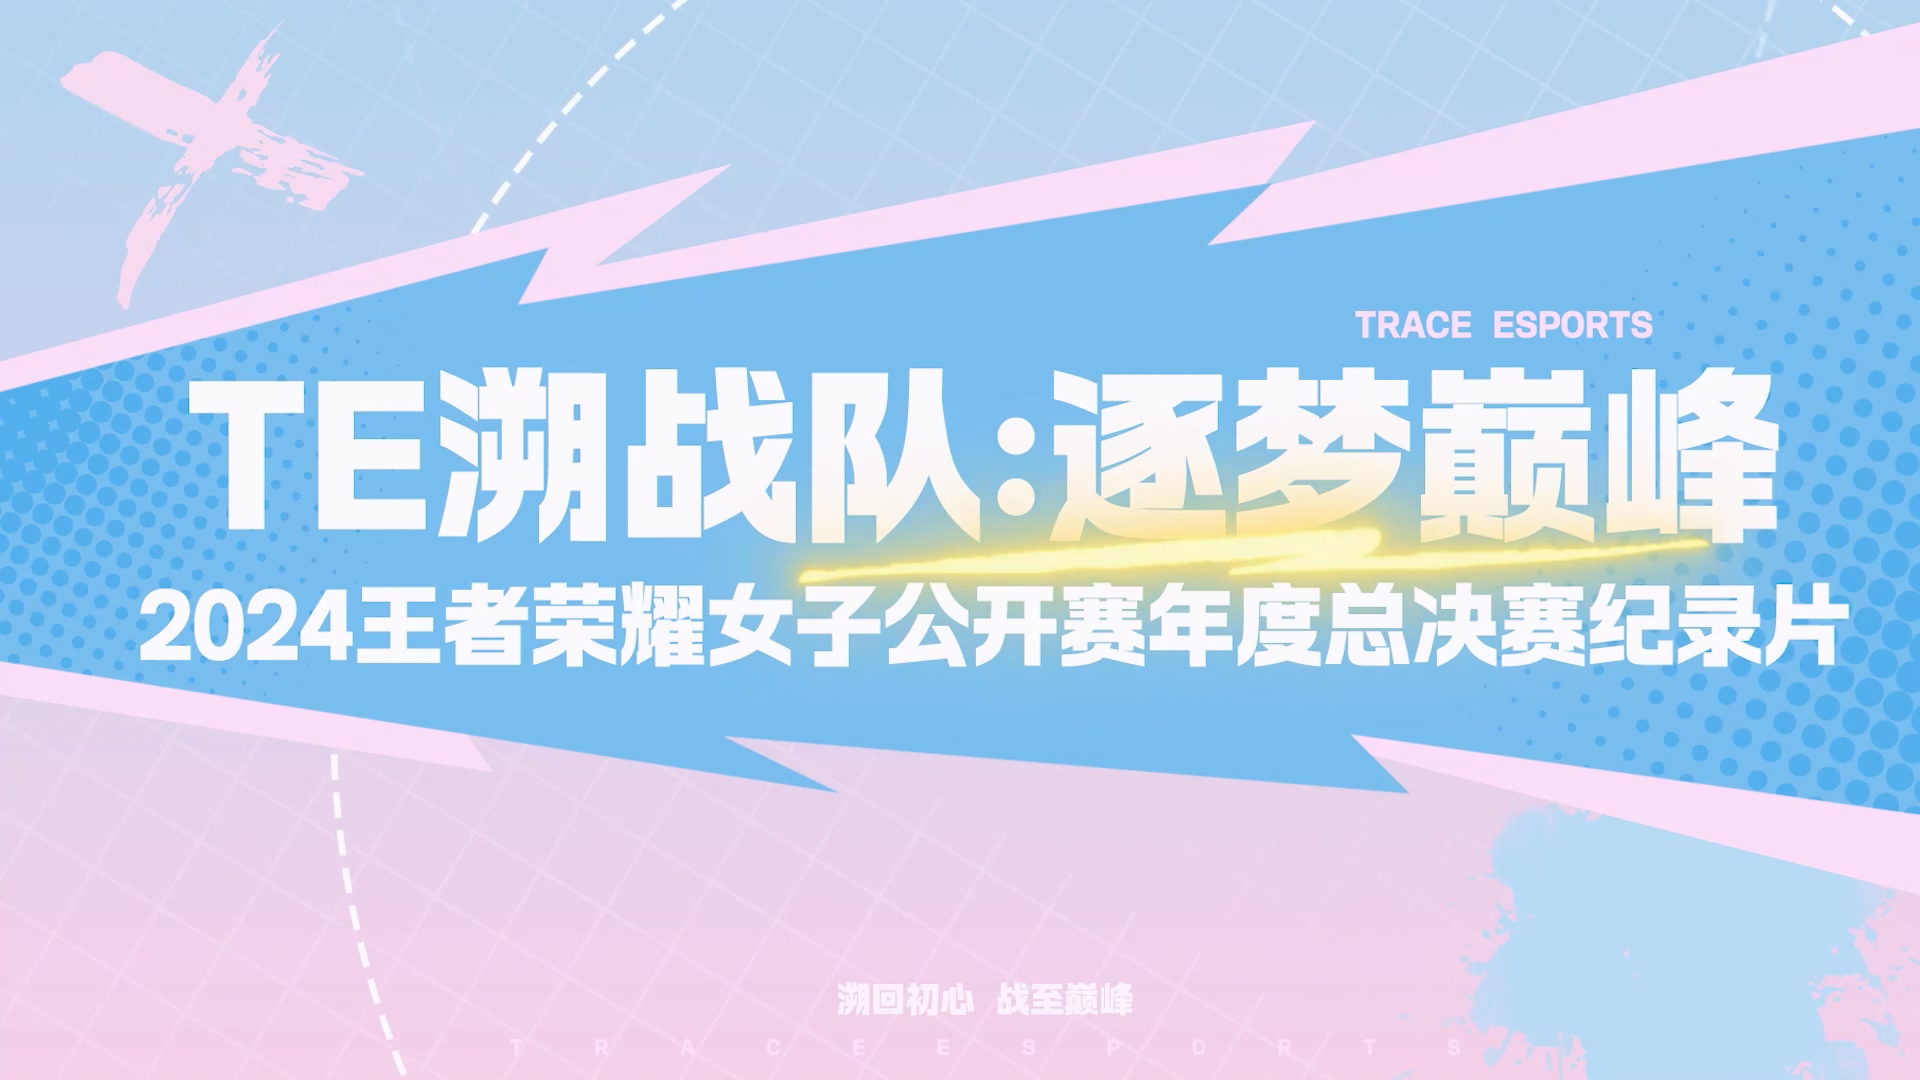 TRACE ESPORTS
TE溯战队:逐梦巅峰
2024王者荣耀女子公开赛年度总决赛纪录片
溯回初心 战至巅峰
TRACEESPORTS